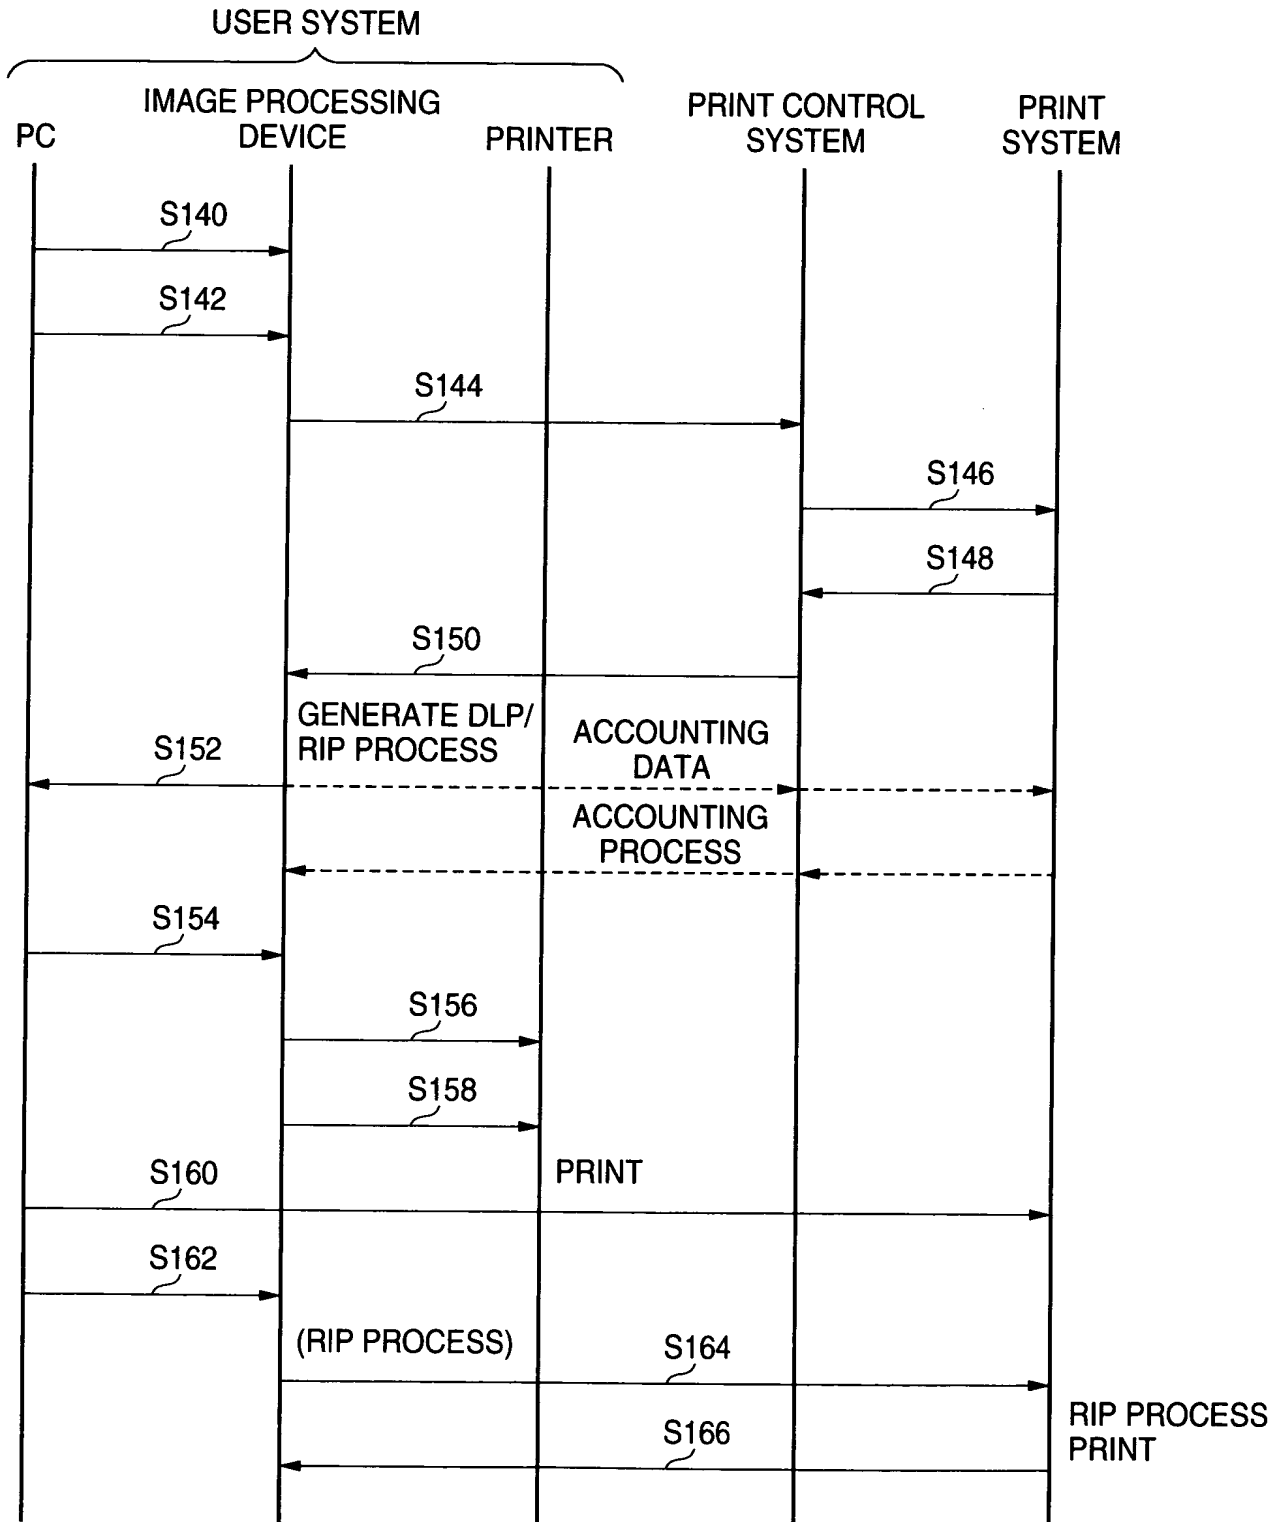 USER SYSTEM
IMAGE PROCESSING
DEVICE
PC
PRINTER
PRINT CONTROL
SYSTEM
PRINT
SYSTEM
S140
S142
S144
S146
S148
S150
GENERATE DLP/
RIP PROCESS
ACCOUNTING
DATA
S152
ACCOUNTING
PROCESS
S154
S156
S158
PRINT
S160
S162
(RIP PROCESS)
S164
RIP PROCESS
PRINT
S166